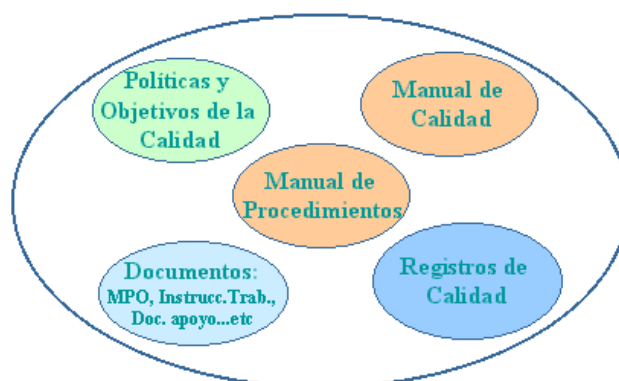 Políticas y
Objetivos de la
Calidad
Manual de
Calidad
Manual de
Procedimientos
Documentos:
MPO, Instrucc.Trab.,
Doc. apoyo...etc
Registros de
Calidad